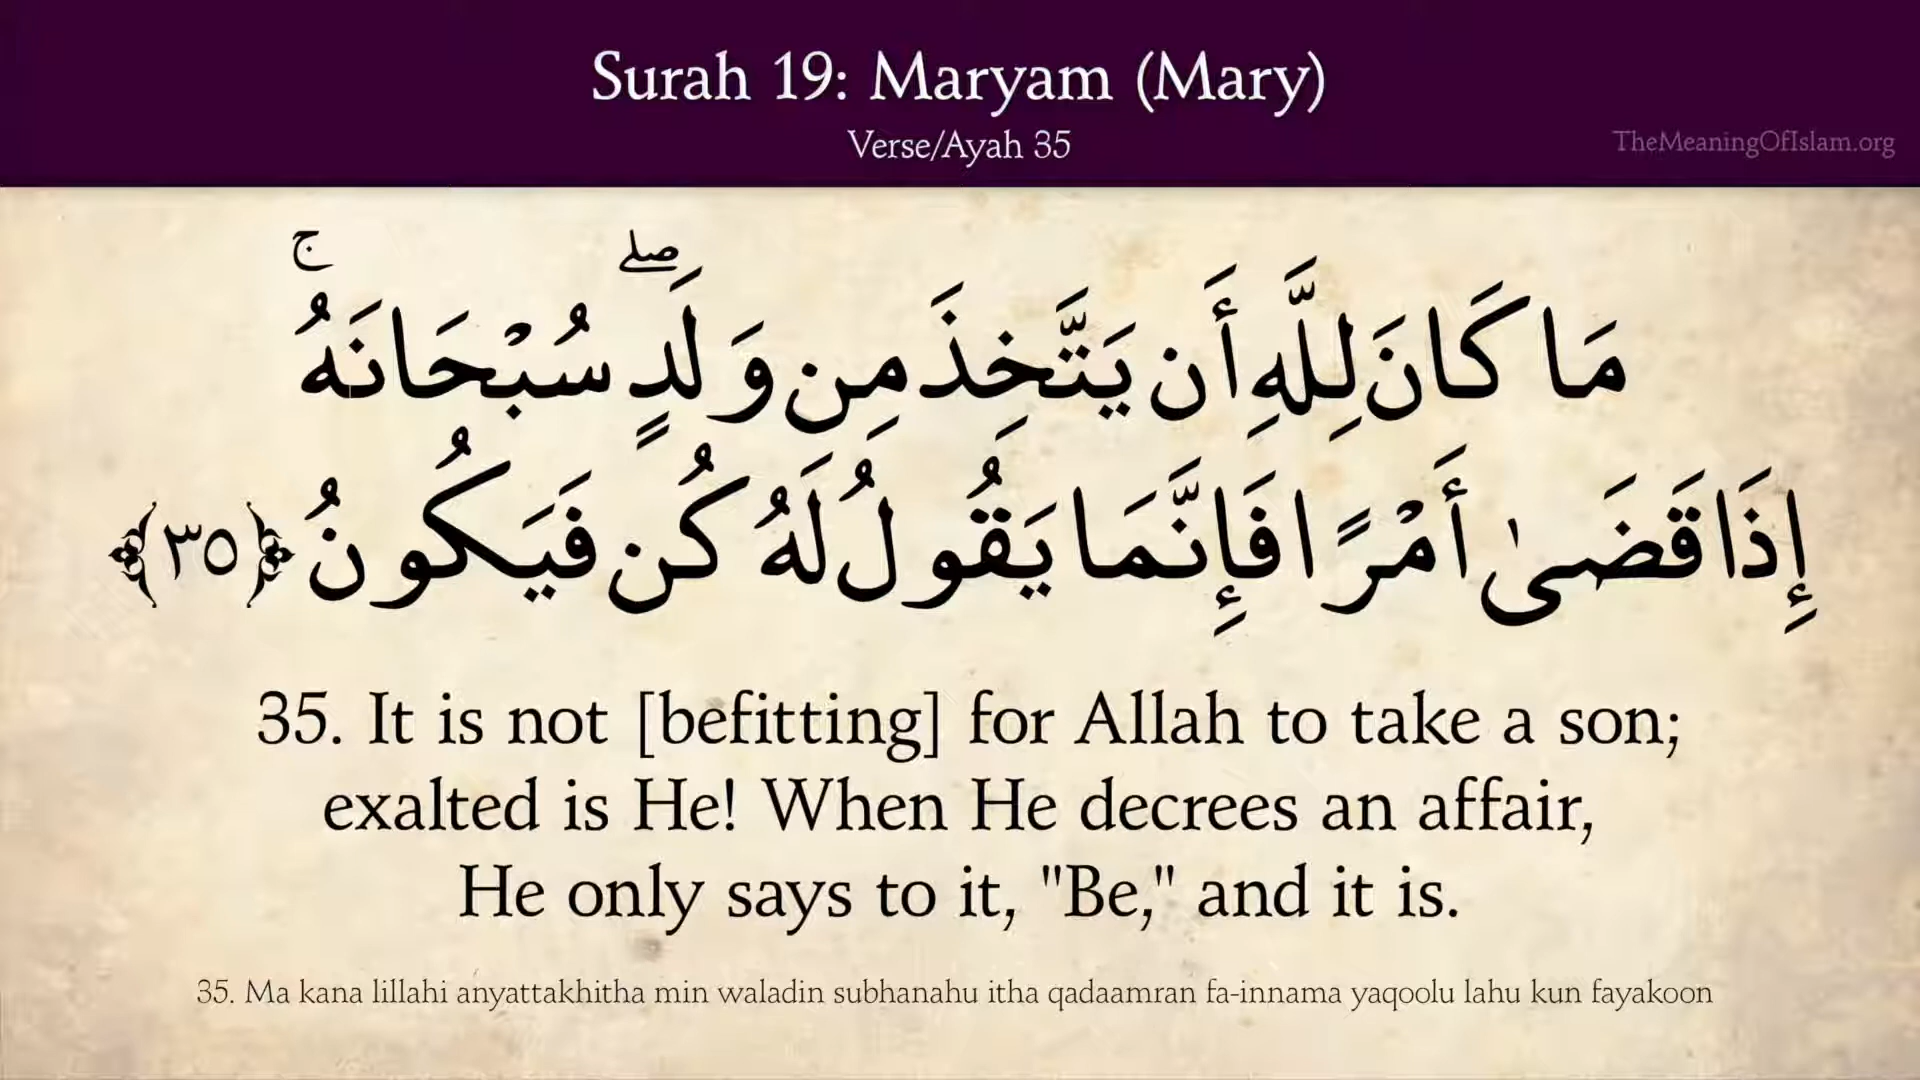 Surah 19: Maryam (Mary)
Verse/Ayah 35
TheMeaningOfIslam.org
مَا كَانَ لِلَّهِ أَن يَتَّخِذَ مِن وَلَدٍ ۖ سُبْحَانَهُ ۚ
إِذَا قَضَىٰ أَمْرًا فَإِنَّمَا يَقُولُ لَهُ كُن فَيَكُونُ ﴿٣٥﴾
35. It is not [befitting] for Allah to take a son;
exalted is He! When He decrees an affair,
He only says to it, "Be," and it is.
35. Ma kana lillahi anyattakhitha min waladin subhanahu itha qadaamran fa-innama yaqoolu lahu kun fayakoon